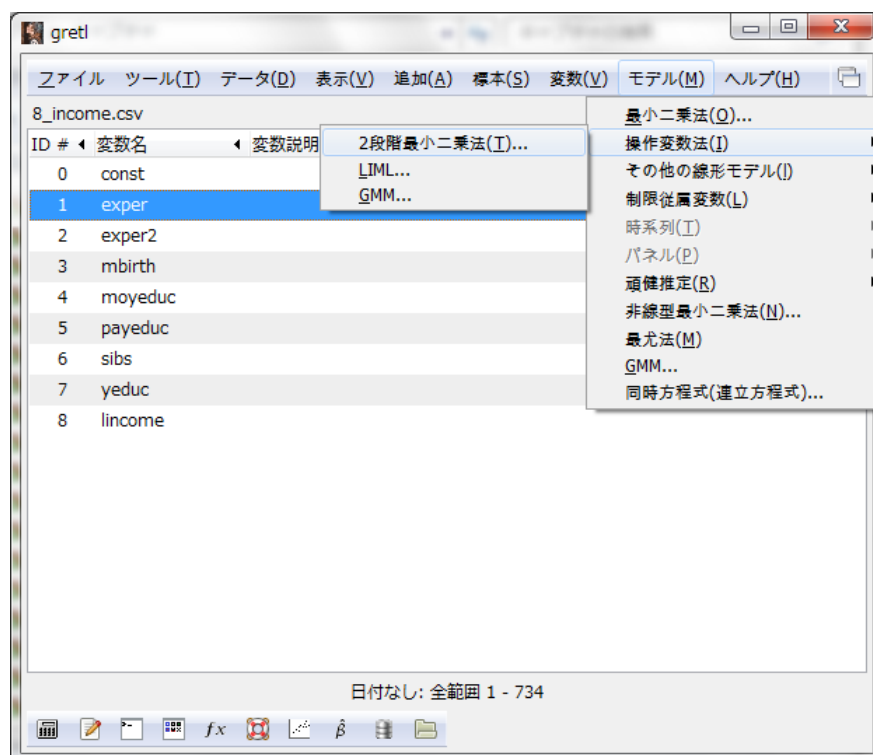 gretl
ファイル ツール(T) データ(D) 表示(V) 追加(A) 標本(S) 変数(V) モデル(M) ヘルプ(H)
8_income.csv
ID # 変数名 変数説明
0 const
1 exper
2 exper2
3 mbirth
4 moyeduc
5 payeduc
6 sibs
7 yeduc
8 lincome
2段階最小二乗法(T)...
LIML...
GMM...
最小二乗法(O)...
操作変数法(I)
その他の線形モデル(l)
制限従属変数(L)
時系列(T)
パネル(P)
頑健推定(R)
非線型最小二乗法(N)...
最尤法(M)
GMM...
同時方程式(連立方程式)...
日付なし: 全範囲 1 - 734
fx β̂